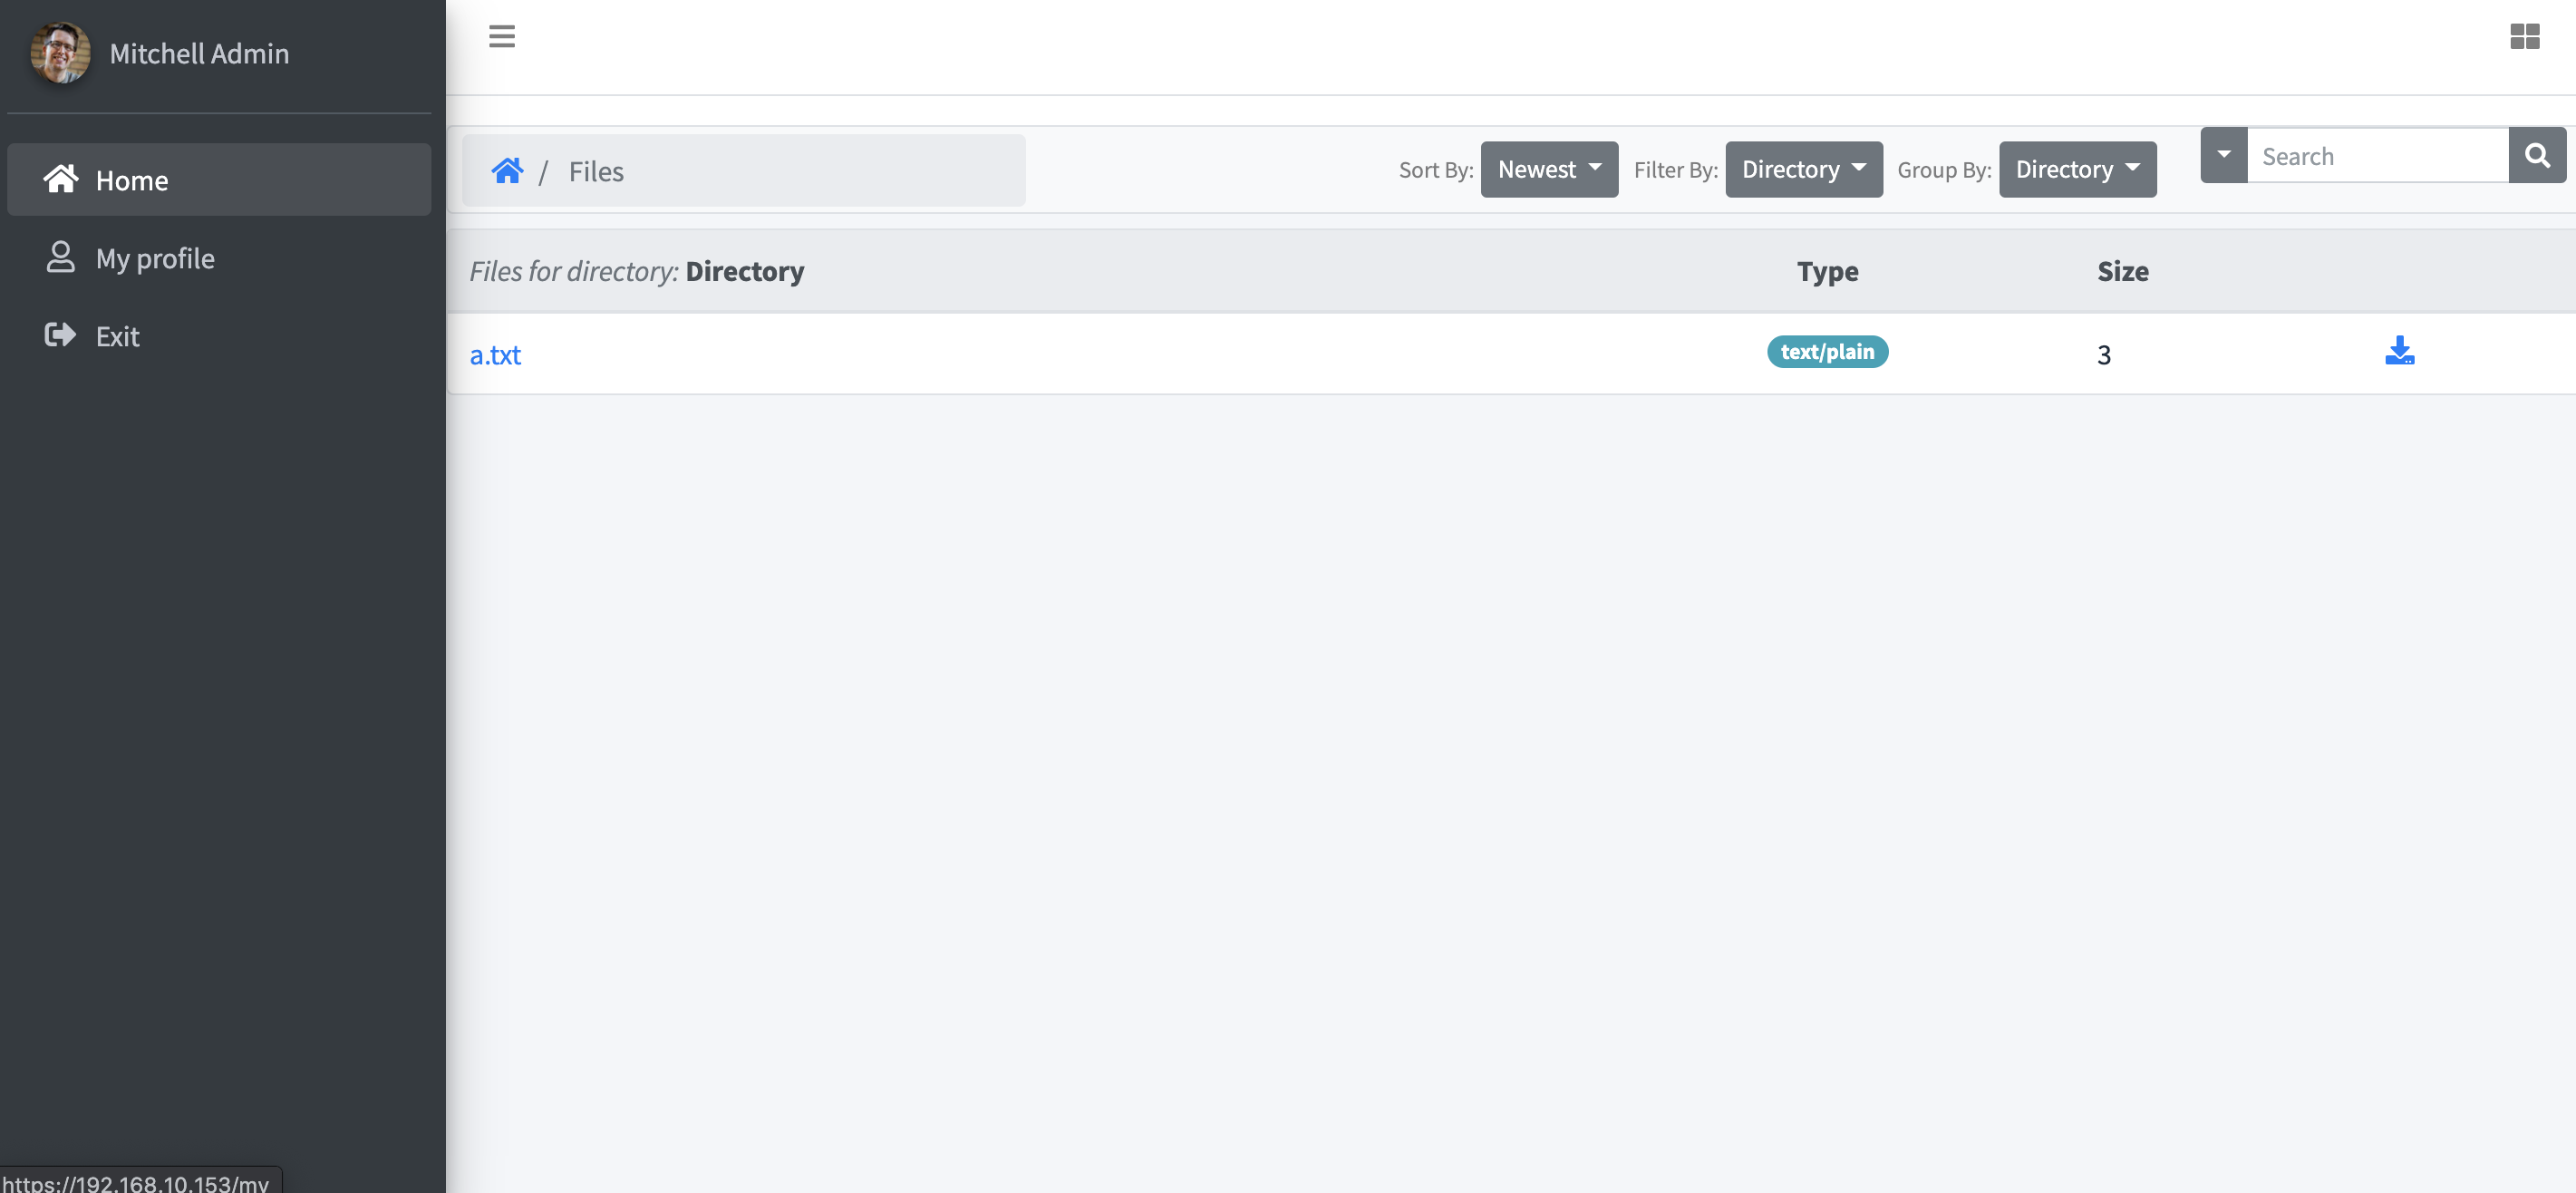 Mitchell Admin
Home
My profile
Exit
/ Files
Sort By: Newest Filter By: Directory Group By: Directory Search
Files for directory: Directory Type Size
a.txt text/plain 3
https://192.168.10.153/my